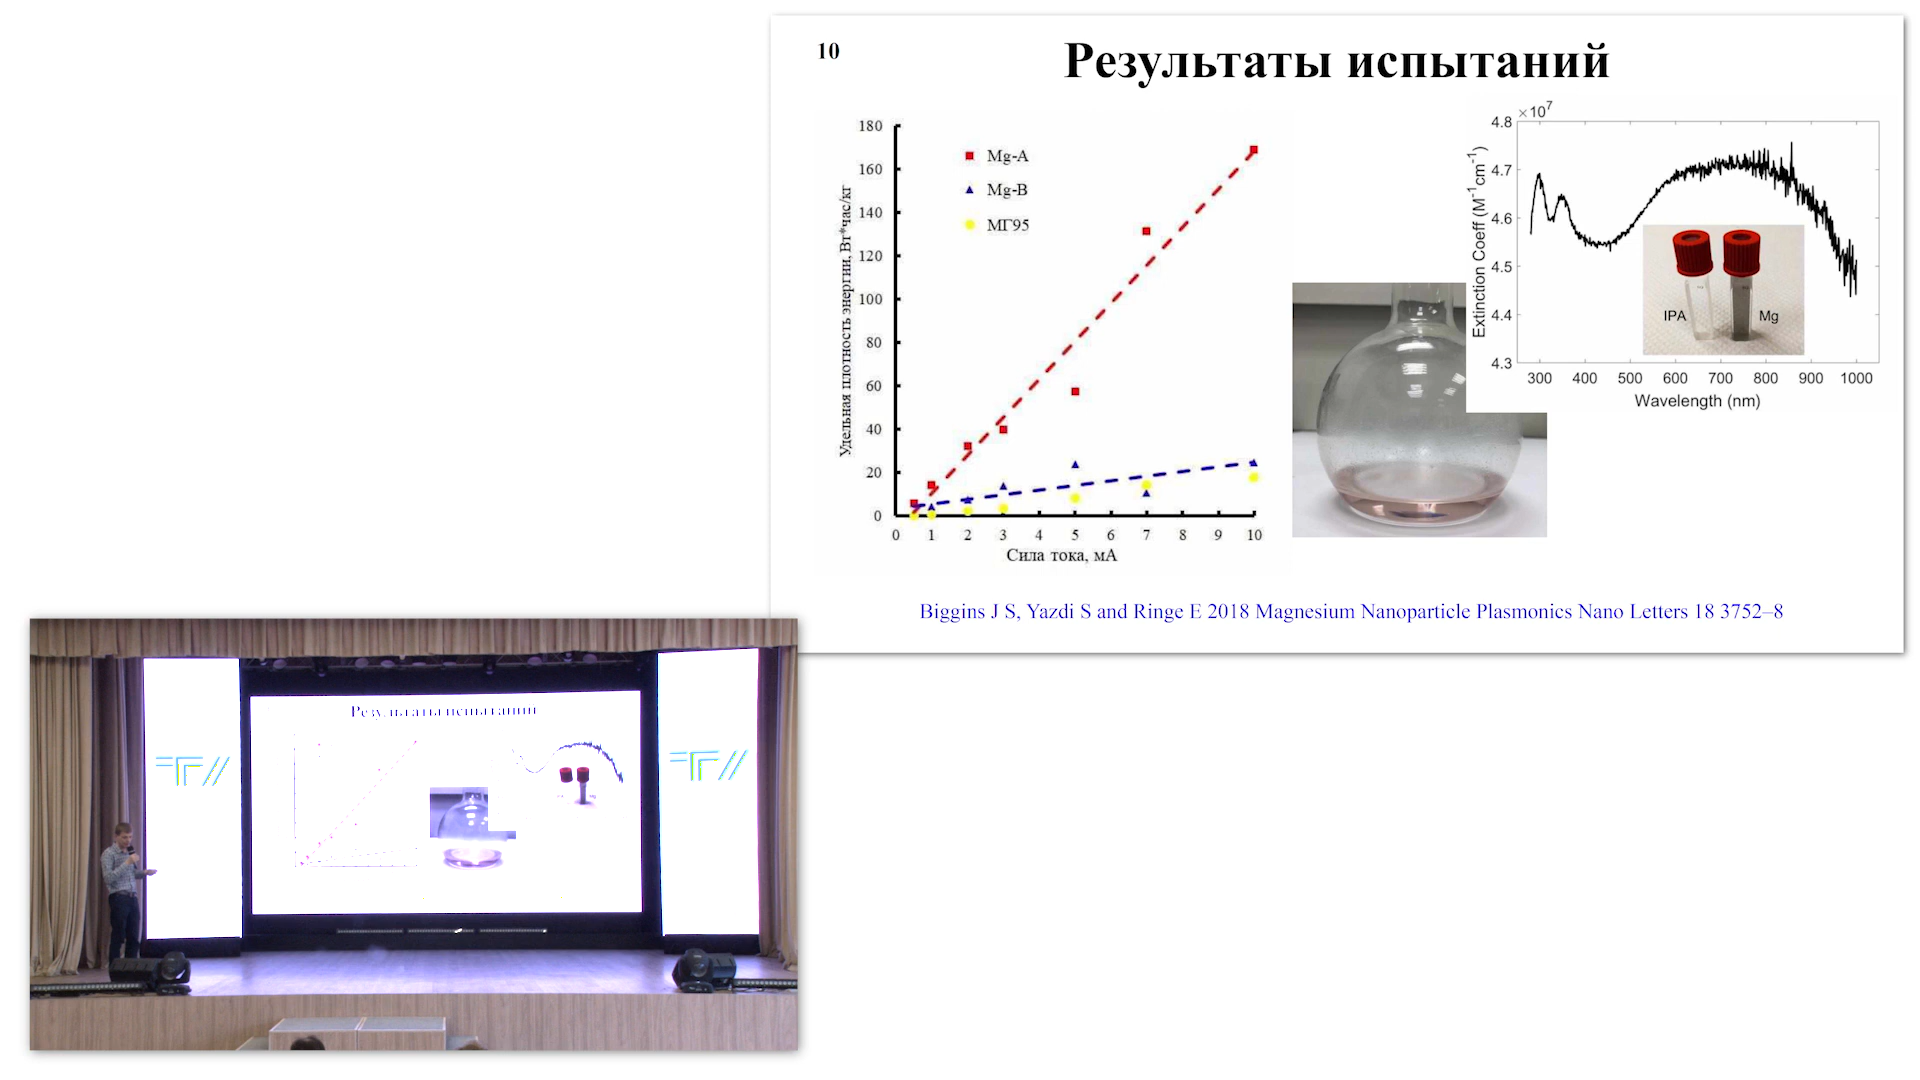 10
Результаты испытаний
180
160
140
120
100
80
60
40
20
0
Удельная плотность энергии, Вт*час/кг
Mg-A
Mg-B
МГ95
0 1 2 3 4 5 6 7 8 9 10
Сила тока, мА
×10⁷
4.8
4.7
4.6
4.5
4.4
4.3
Extinction Coeff (M⁻¹cm⁻¹)
IPA
Mg
300 400 500 600 700 800 900 1000
Wavelength (nm)
Biggins J S, Yazdi S and Ringe E 2018 Magnesium Nanoparticle Plasmonics Nano Letters 18 3752–8
Результаты испытаний